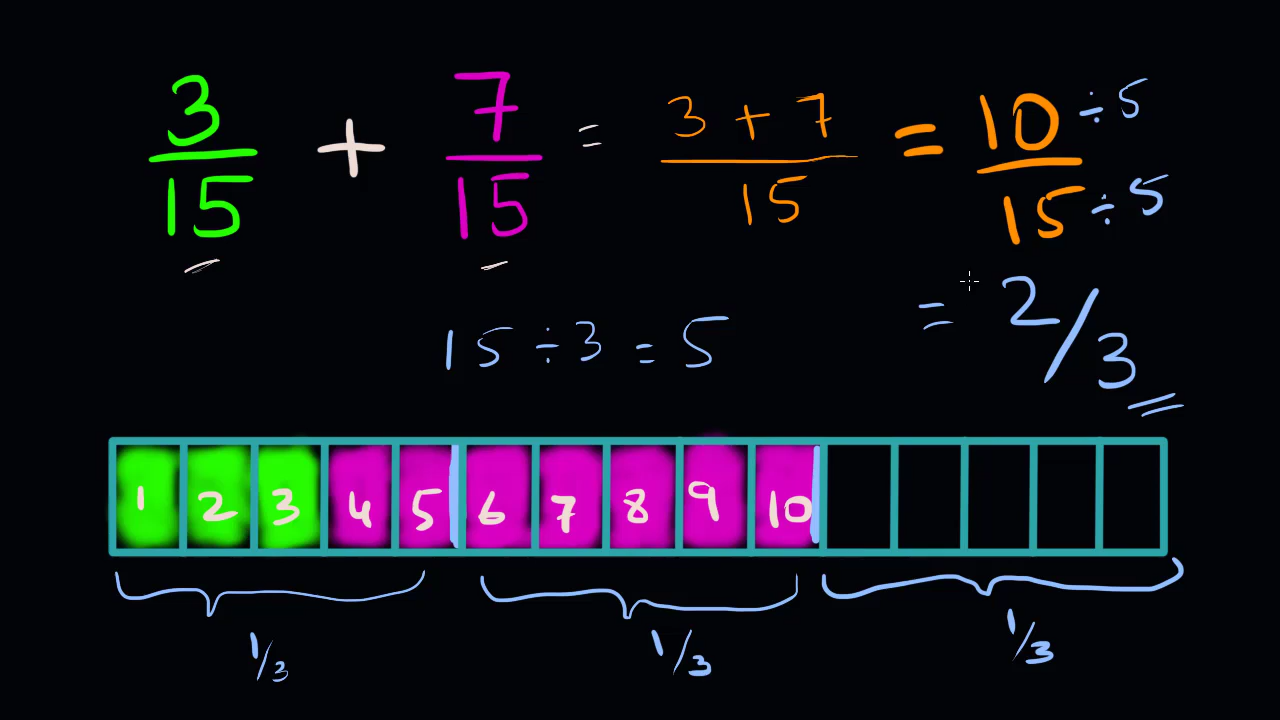 3/15 + 7/15 = 3 + 7/15 = 10 ÷ 5/15 ÷ 5
= 2/3
15 ÷ 3 = 5
1 2 3 4 5 6 7 8 9 10
1/3 1/3 1/3